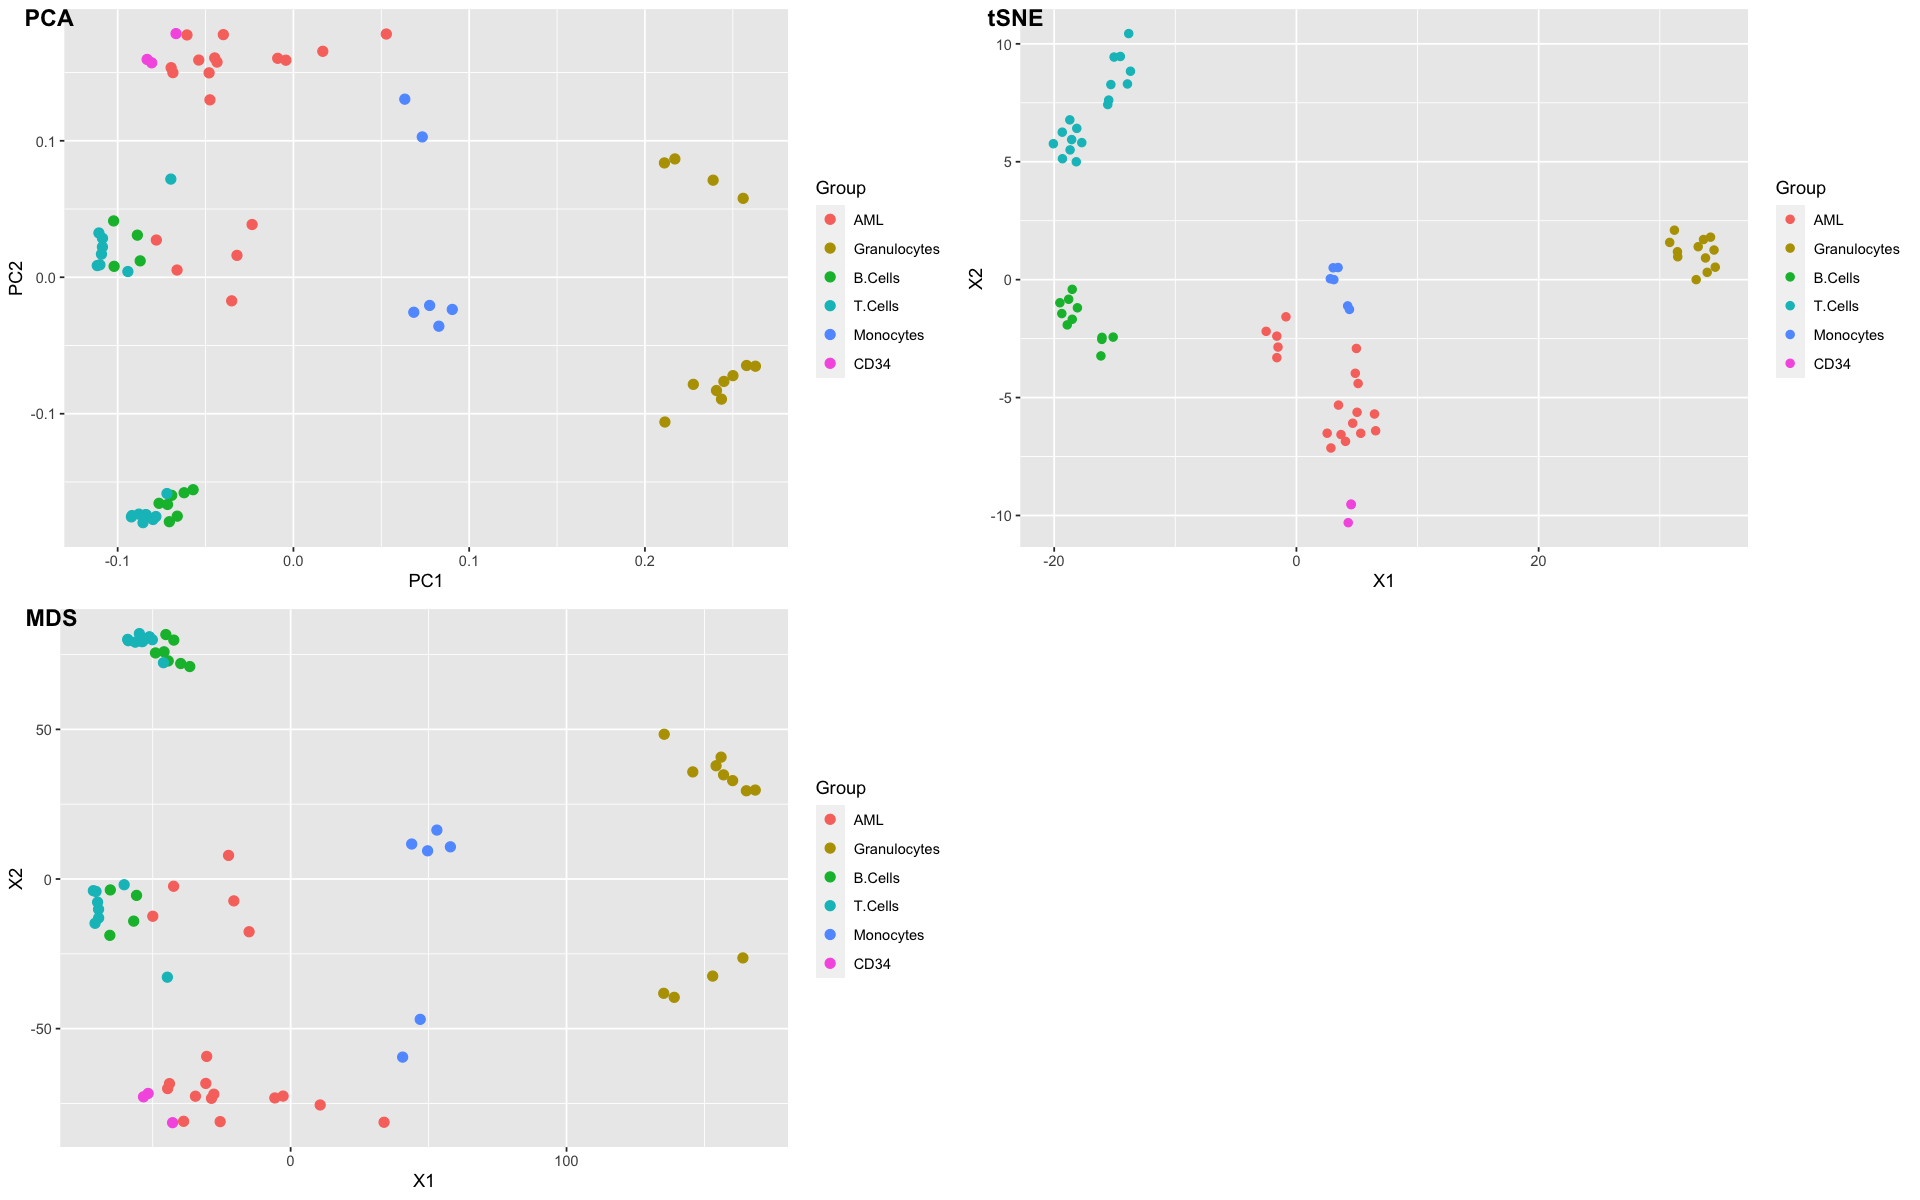 PCA
PC2
0.1
0.0
-0.1
-0.1
0.0
0.1
0.2
PC1
Group
AML
Granulocytes
B.Cells
T.Cells
Monocytes
CD34
tSNE
X2
10
5
0
-5
-10
-20
0
20
X1
Group
AML
Granulocytes
B.Cells
T.Cells
Monocytes
CD34
MDS
X2
50
0
-50
0
100
X1
Group
AML
Granulocytes
B.Cells
T.Cells
Monocytes
CD34